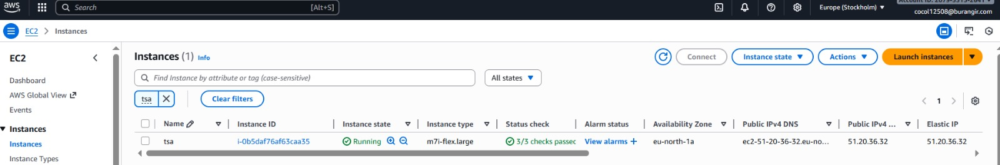 aws Search [Alt+S] Europe (Stockholm) cocol12508@burangir.com
EC2 Instances
EC2
Dashboard
AWS Global View
Events
Instances
Instances
Instance Types
Instances (1) Info Connect Instance state Actions Launch instances
Find Instance by attribute or tag (case-sensitive) All states
tsa Clear filters 1
Name Instance ID Instance state Instance type Status check Alarm status Availability Zone Public IPv4 DNS Public IPv4 ... Elastic IP
tsa i-0b5daf76af63caa35 Running m7i-flex.large 3/3 checks passec View alarms + eu-north-1a ec2-51-20-36-32.eu-no... 51.20.36.32 51.20.36.32